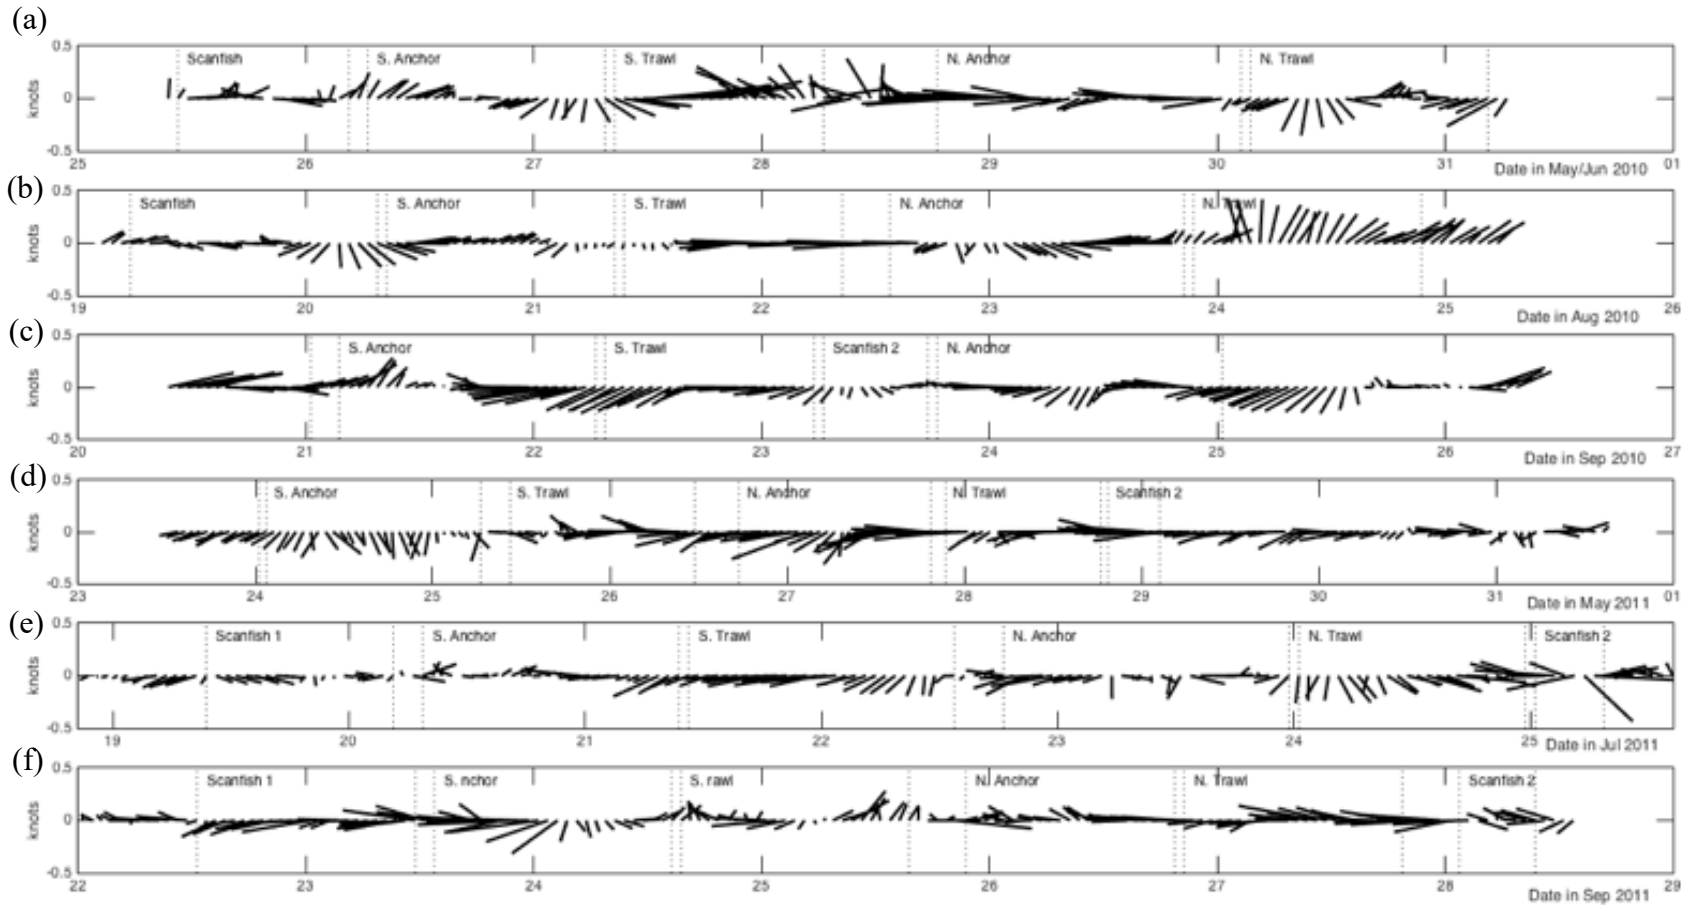 (a)
0.5 Scanfish S. Anchor S. Trawl N. Anchor N. Trawl
knots 0
-0.5
25 26 27 28 29 30 31 01
Date in May/Jun 2010
(b)
0.5 Scanfish S. Anchor S. Trawl N. Anchor N. Trawl
knots 0
-0.5
19 20 21 22 23 24 25 26
Date in Aug 2010
(c)
0.5 S. Anchor S. Trawl Scanfish 2 N. Anchor
knots 0
-0.5
20 21 22 23 24 25 26 27
Date in Sep 2010
(d)
0.5 S. Anchor S. Trawl N. Anchor N. Trawl Scanfish 2
knots 0
-0.5
23 24 25 26 27 28 29 30 31 01
Date in May 2011
(e)
0.5 Scanfish 1 S. Anchor S. Trawl N. Anchor N. Trawl Scanfish 2
knots 0
-0.5
19 20 21 22 23 24 25
Date in Jul 2011
(f)
0.5 Scanfish 1 S. nchor S. rawl N. Anchor N. Trawl Scanfish 2
knots 0
-0.5
22 23 24 25 26 27 28 29
Date in Sep 2011